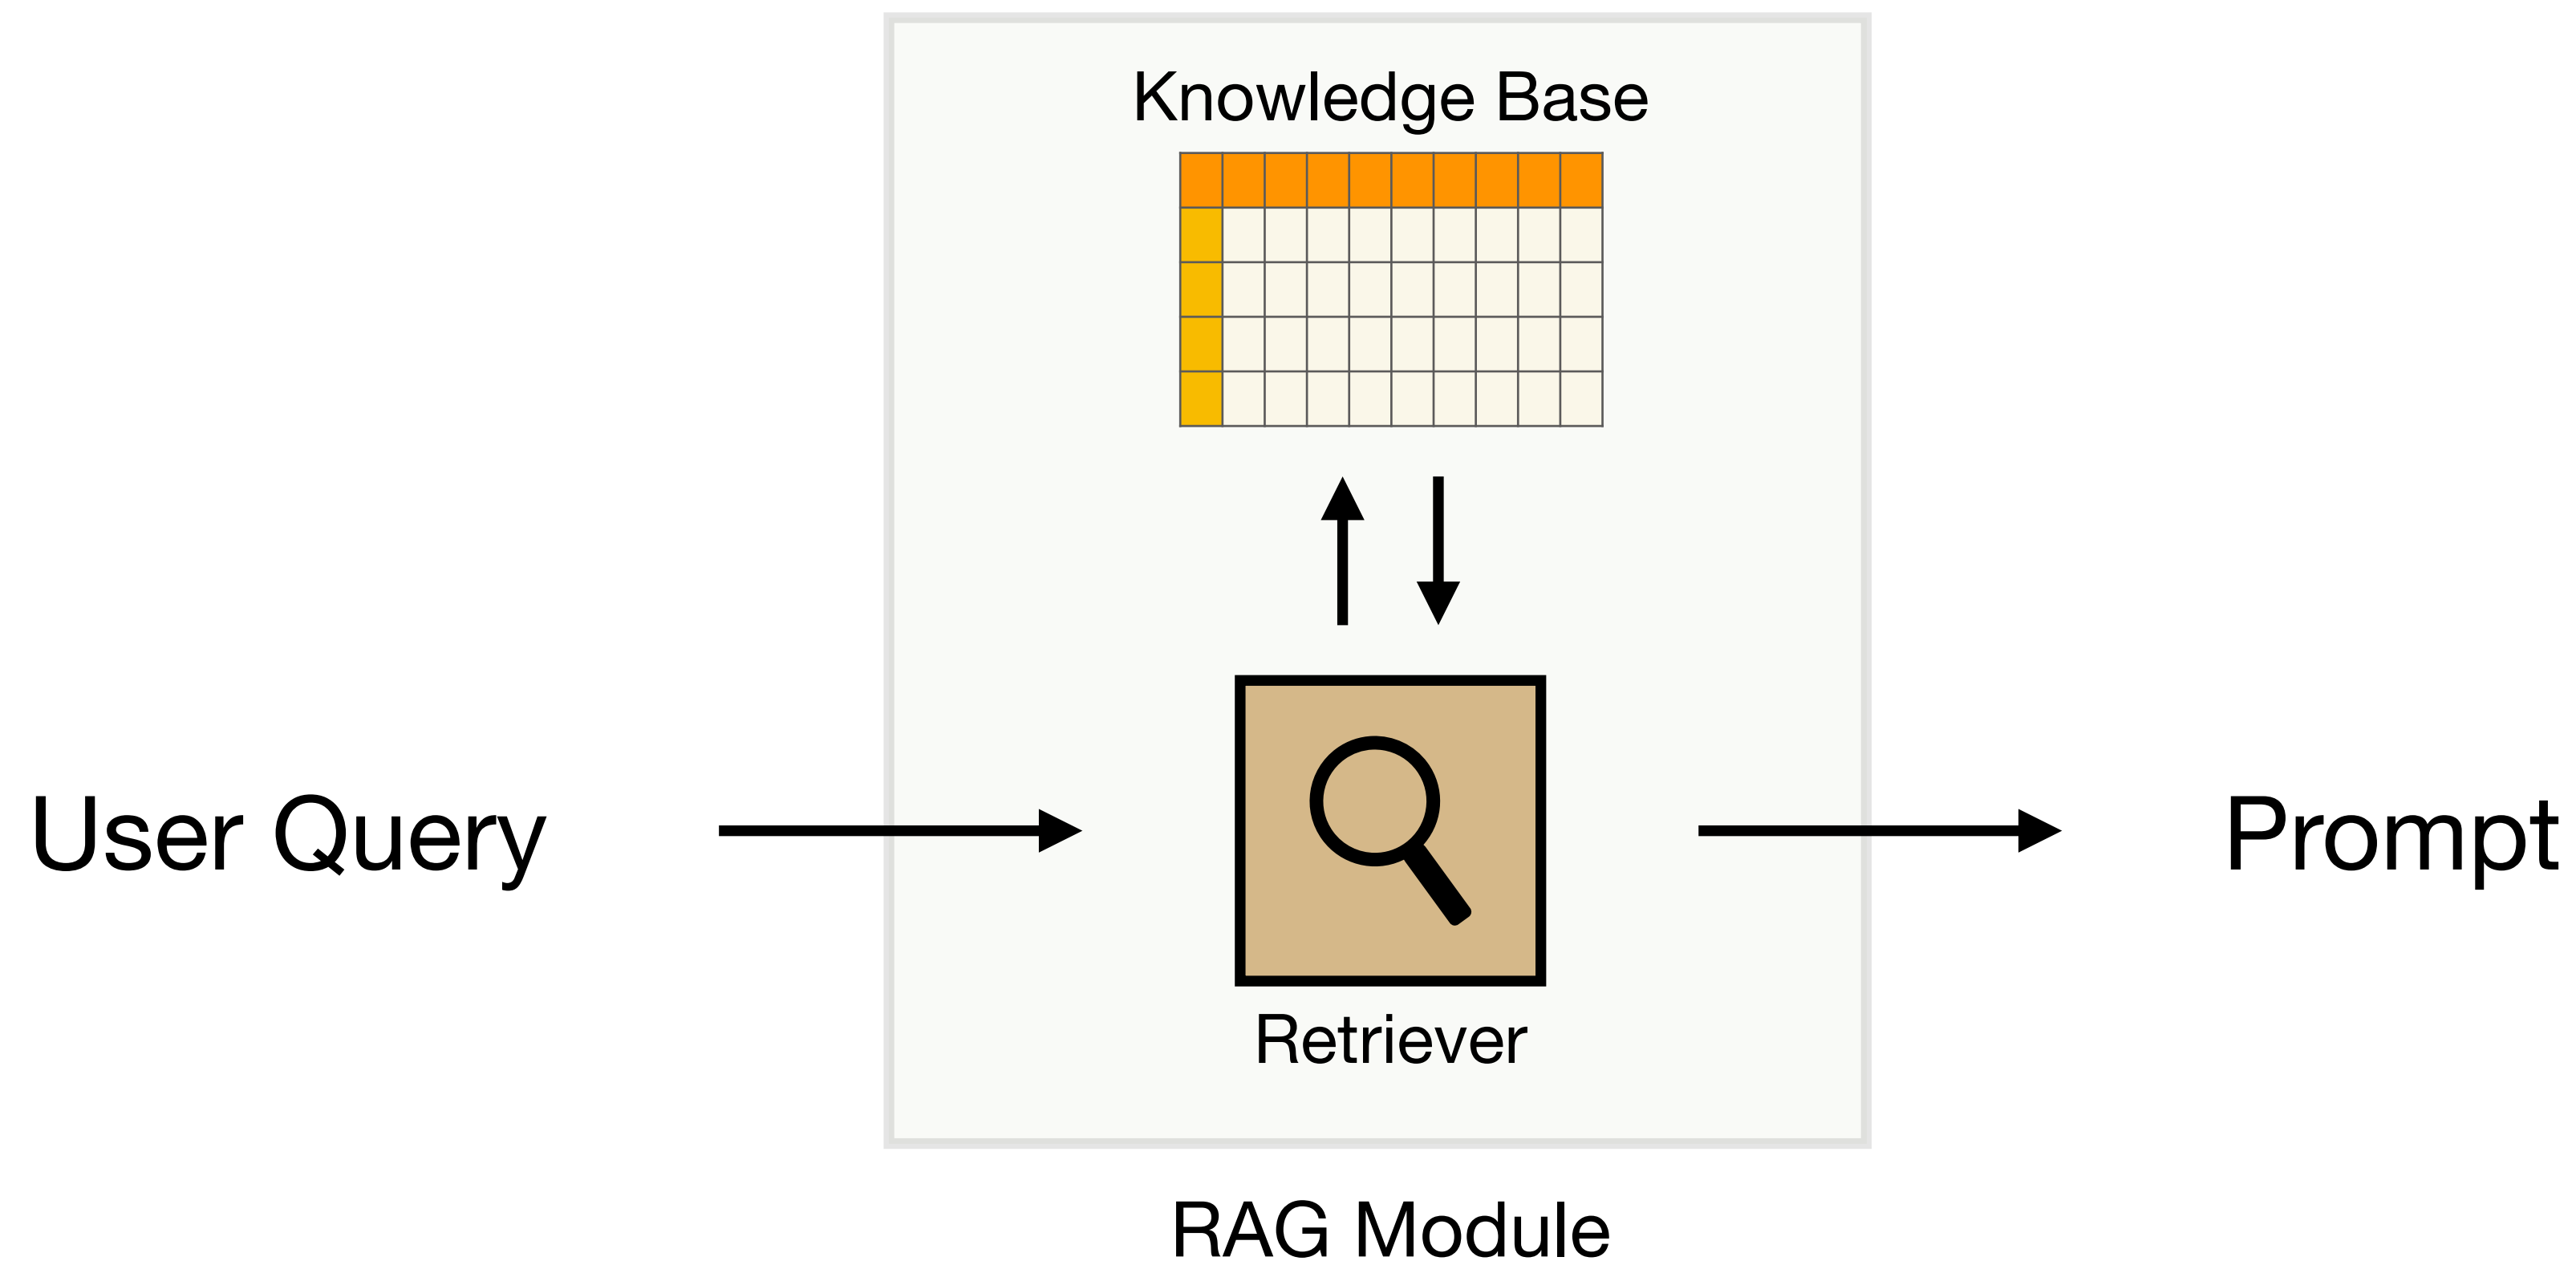 Knowledge Base
User Query
Prompt
Retriever
RAG Module